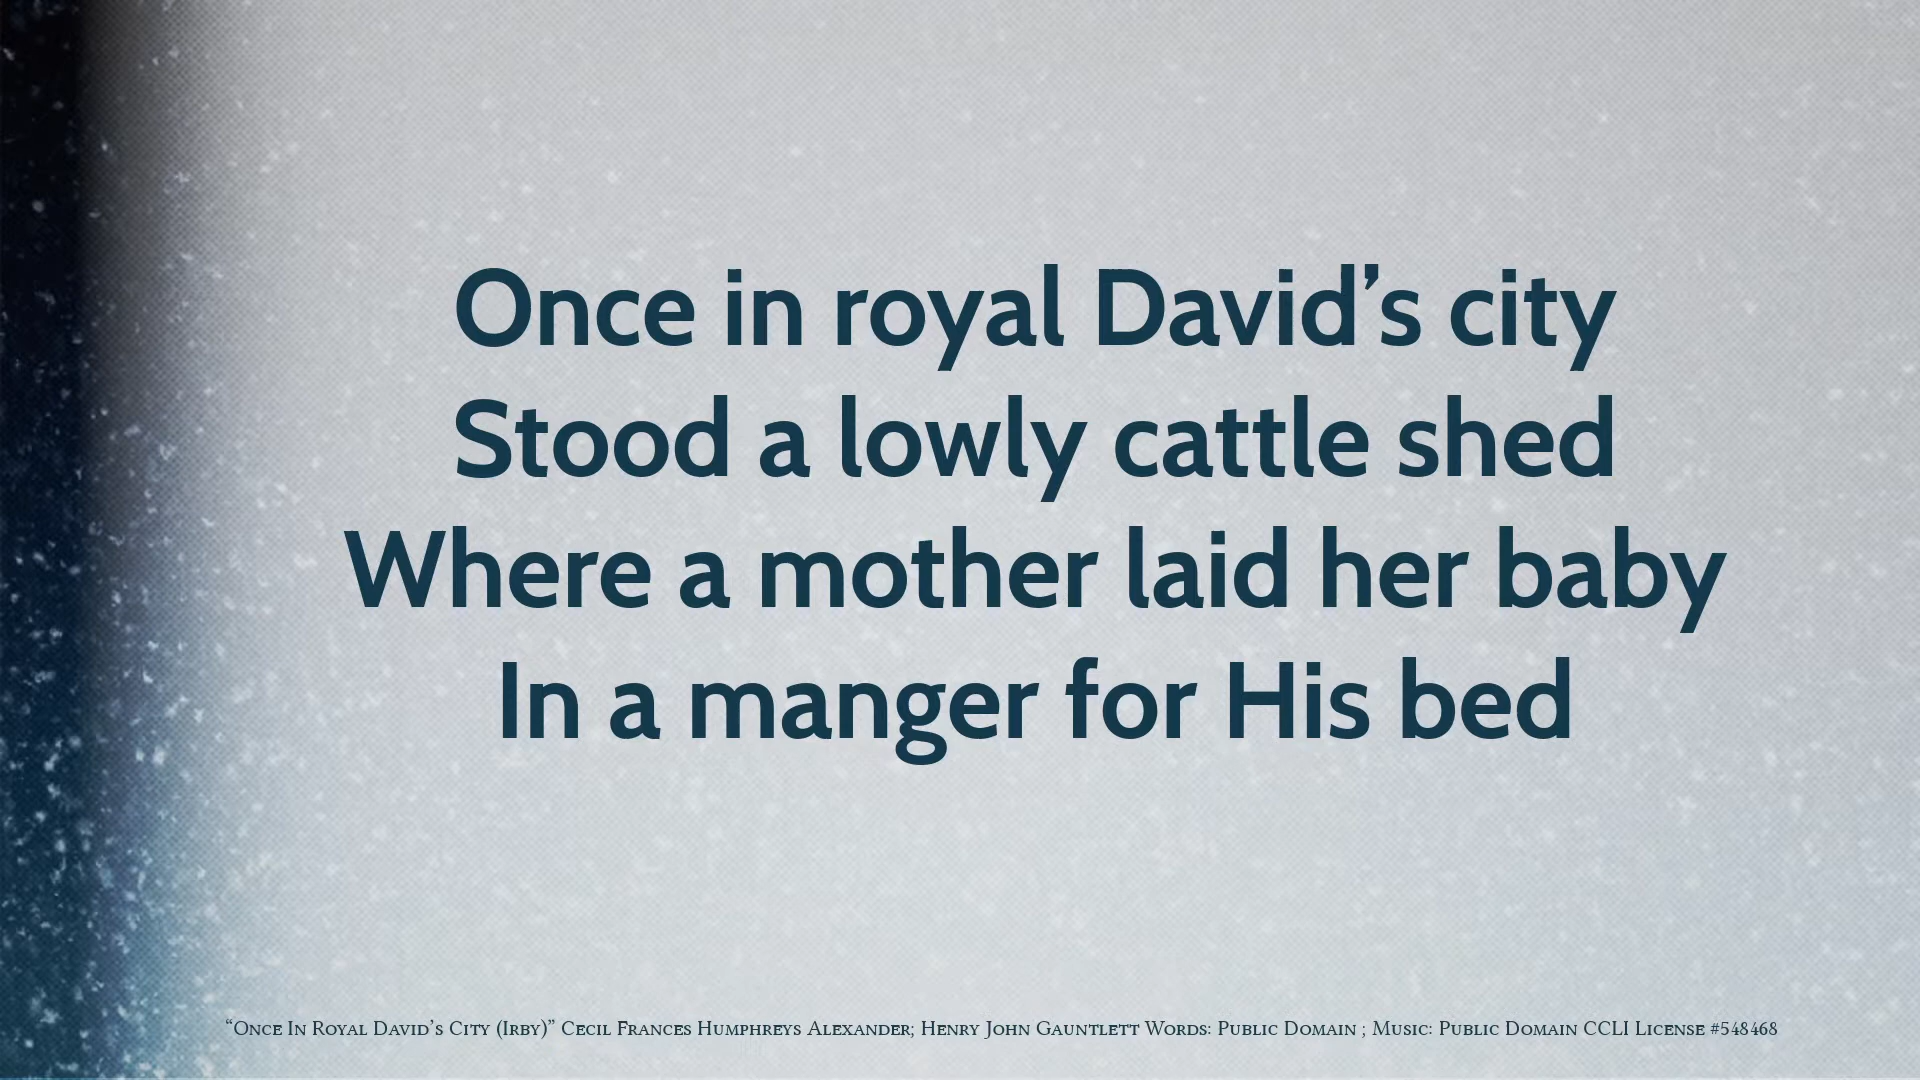 Once in royal David’s city
Stood a lowly cattle shed
Where a mother laid her baby
In a manger for His bed
“Once In Royal David’s City (Irby)” Cecil Frances Humphreys Alexander; Henry John Gauntlett Words: Public Domain ; Music: Public Domain CCLI License #548468